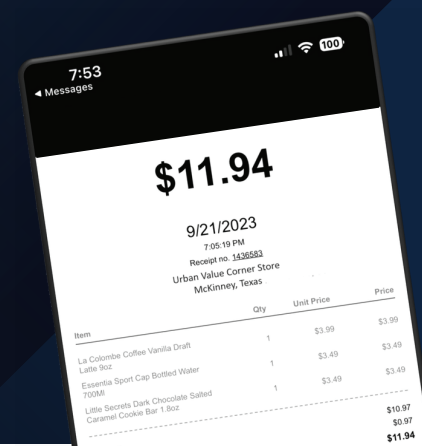 7:53
100
◀ Messages
$11.94
9/21/2023
7:05:19 PM
Receipt no. 1436583
Urban Value Corner Store
McKinney, Texas
Item Qty Unit Price Price
La Colombe Coffee Vanilla Draft
Latte 9oz 1 $3.99 $3.99
Essentia Sport Cap Bottled Water
700Ml 1 $3.49 $3.49
Little Secrets Dark Chocolate Salted
Caramel Cookie Bar 1.8oz 1 $3.49 $3.49
$10.97
$0.97
$11.94